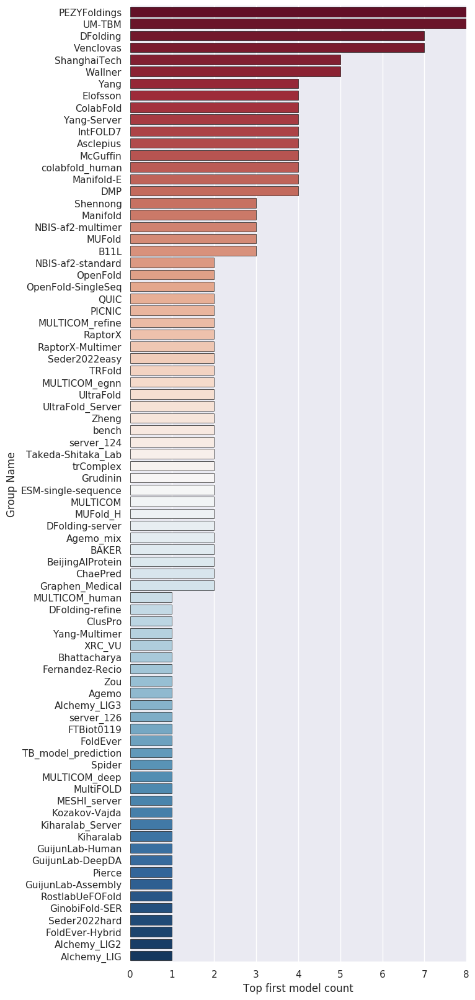 PEZYFoldings
UM-TBM
DFolding
Venclovas
ShanghaiTech
Wallner
Yang
Elofsson
ColabFold
Yang-Server
IntFOLD7
Asclepius
McGuffin
colabfold_human
Manifold-E
DMP
Shennong
Manifold
NBIS-af2-multimer
MUFold
B11L
NBIS-af2-standard
OpenFold
OpenFold-SingleSeq
QUIC
PICNIC
MULTICOM_refine
RaptorX
RaptorX-Multimer
Seder2022easy
TRFold
MULTICOM_egnn
UltraFold
UltraFold_Server
Zheng
bench
server_124
Takeda-Shitaka_Lab
trComplex
Grudinin
ESM-single-sequence
MULTICOM
MUFold_H
DFolding-server
Agemo_mix
BAKER
BeijingAIProtein
ChaePred
Graphen_Medical
MULTICOM_human
DFolding-refine
ClusPro
Yang-Multimer
XRC_VU
Bhattacharya
Fernandez-Recio
Zou
Agemo
Alchemy_LIG3
server_126
FTBiot0119
FoldEver
TB_model_prediction
Spider
MULTICOM_deep
MultiFOLD
MESHI_server
Kozakov-Vajda
Kiharalab_Server
Kiharalab
GuijunLab-Human
GuijunLab-DeepDA
Pierce
GuijunLab-Assembly
RostlabUeFOFold
GinobiFold-SER
Seder2022hard
FoldEver-Hybrid
Alchemy_LIG2
Alchemy_LIG
Group Name
0 1 2 3 4 5 6 7 8
Top first model count